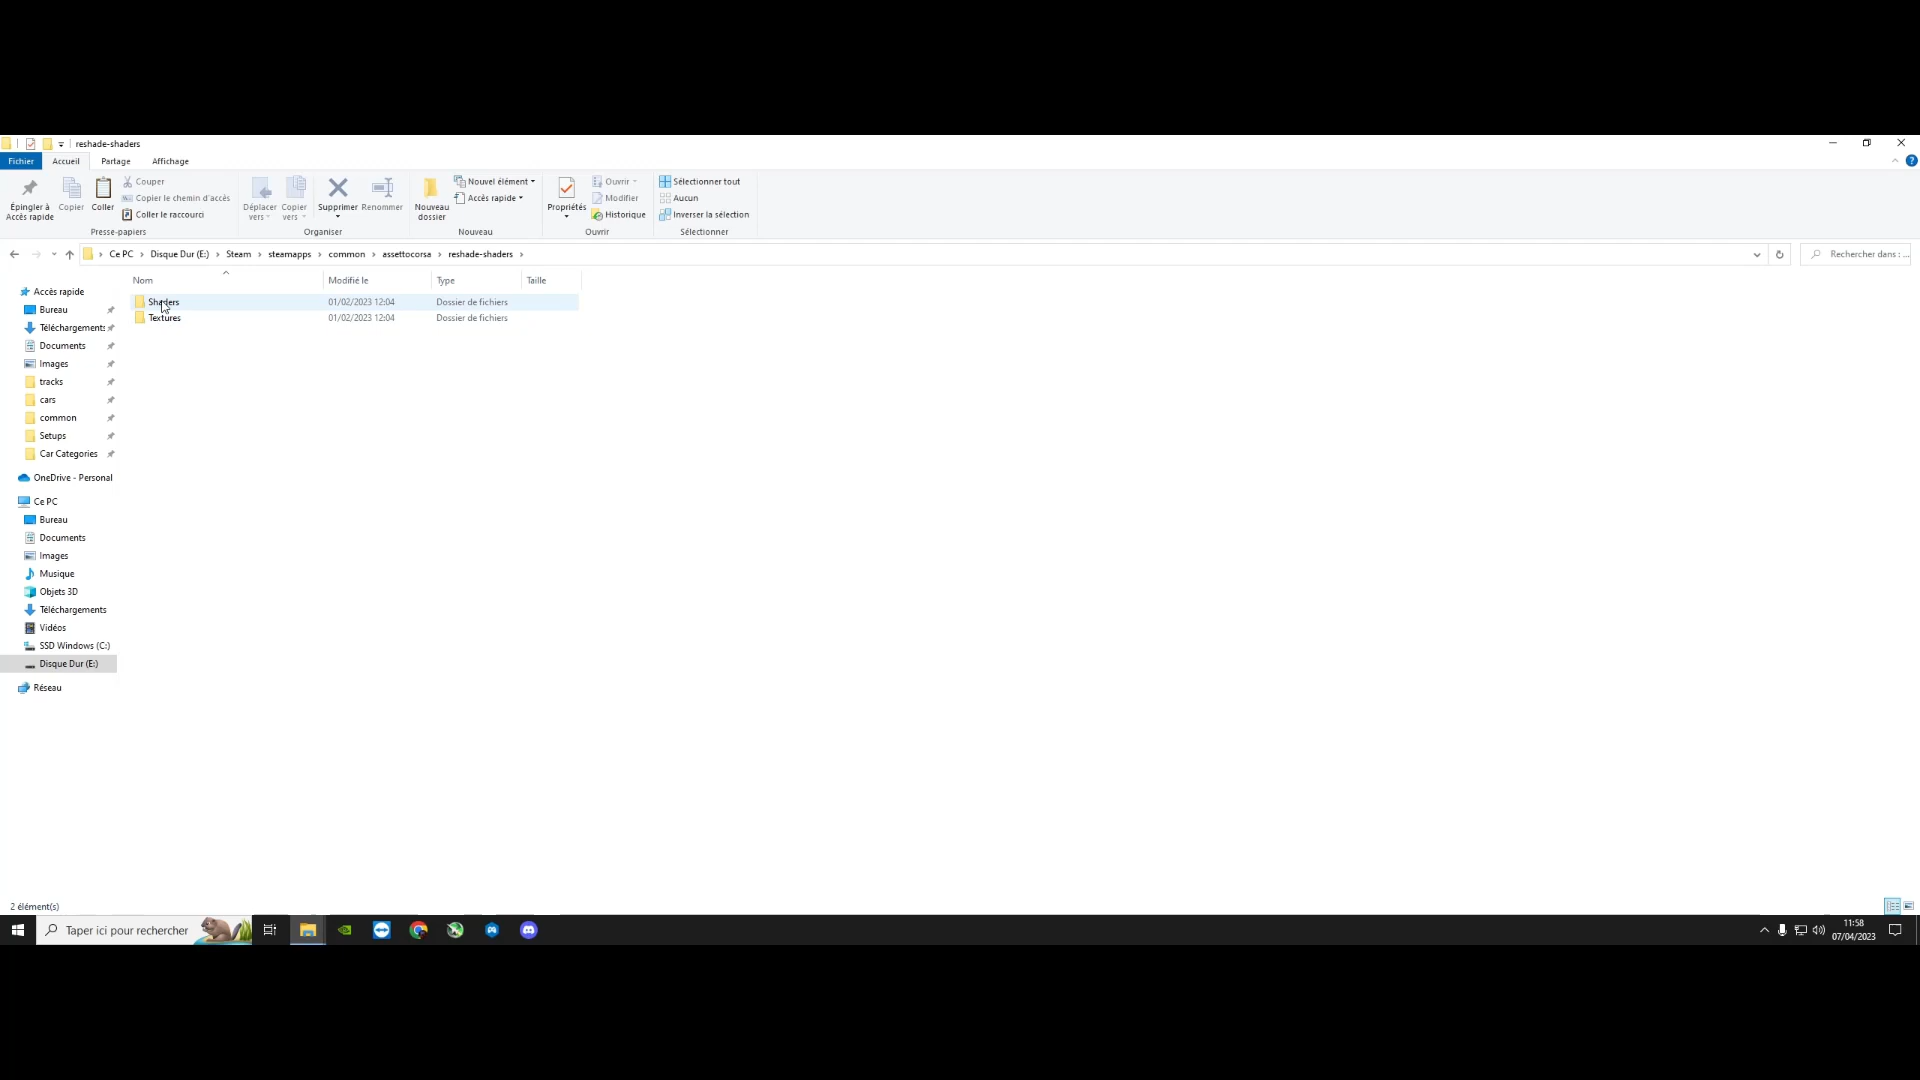 reshade-shaders
Fichier Accueil Partage Affichage
Épingler à Accès rapide
Copier
Coller
Couper
Copier le chemin d'accès
Coller le raccourci
Presse-papiers
Déplacer vers
Copier vers
Supprimer
Renommer
Organiser
Nouveau dossier
Nouvel élément
Accès rapide
Nouveau
Propriétés
Ouvrir
Modifier
Historique
Ouvrir
Sélectionner tout
Aucun
Inverser la sélection
Sélectionner
Ce PC > Disque Dur (E:) > Steam > steamapps > common > assettocorsa > reshade-shaders >
Rechercher dans : ...
Nom Modifié le Type Taille
Shaders 01/02/2023 12:04 Dossier de fichiers
Textures 01/02/2023 12:04 Dossier de fichiers
Accès rapide
Bureau
Téléchargements
Documents
Images
tracks
cars
common
Setups
Car Categories
OneDrive - Personal
Ce PC
Bureau
Documents
Images
Musique
Objets 3D
Téléchargements
Vidéos
SSD Windows (C:)
Disque Dur (E:)
Réseau
2 élément(s)
Taper ici pour rechercher
11:58
07/04/2023